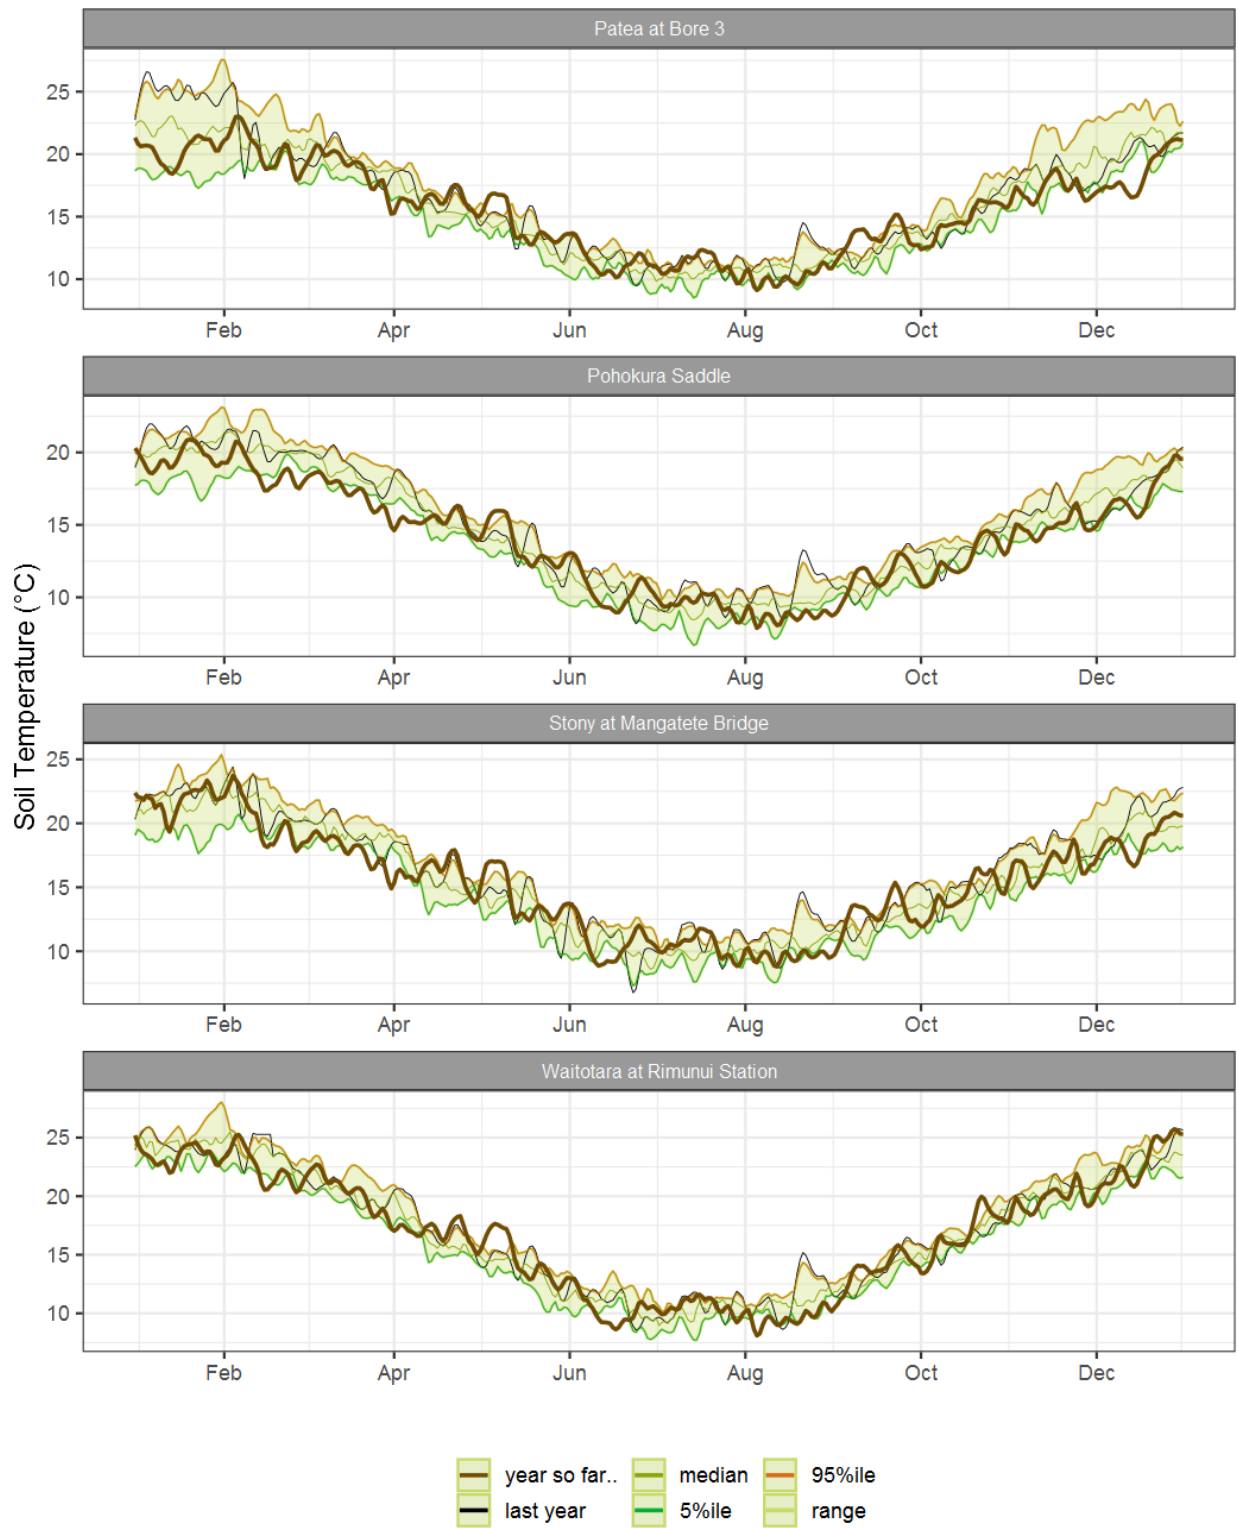 Patea at Bore 3
25
20
15
10
Feb Apr Jun Aug Oct Dec
Pohokura Saddle
20
15
10
Feb Apr Jun Aug Oct Dec
Stony at Mangatete Bridge
25
20
15
10
Feb Apr Jun Aug Oct Dec
Waitotara at Rimunui Station
25
20
15
10
Feb Apr Jun Aug Oct Dec
Soil Temperature (°C)
year so far.. median 95%ile
last year 5%ile range